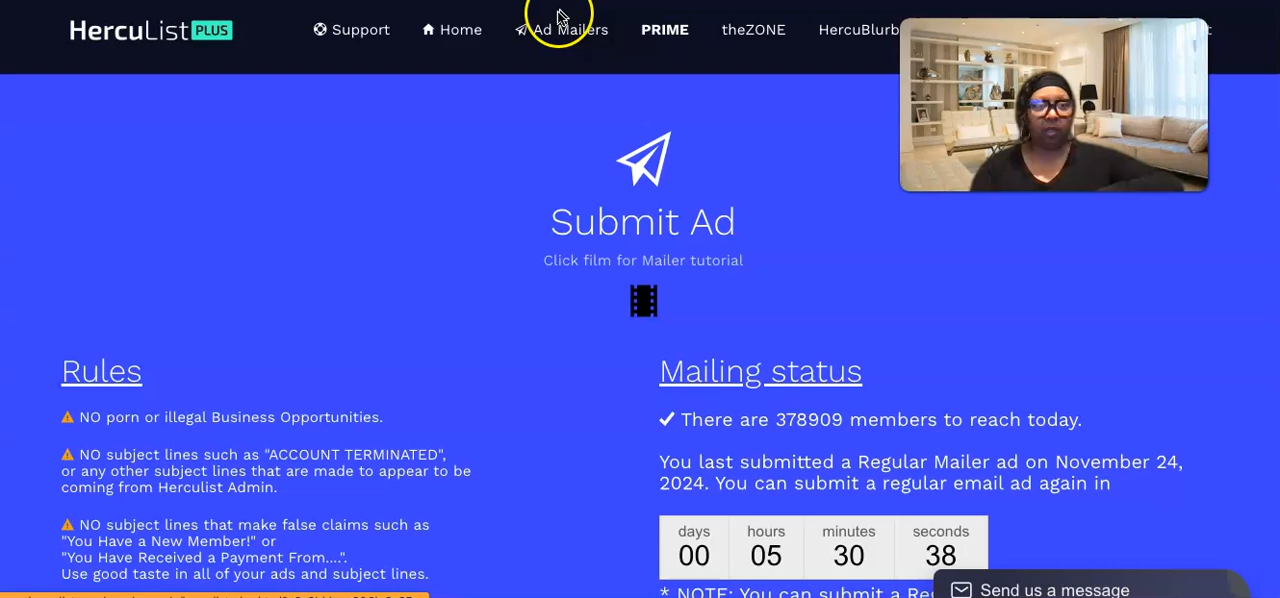 HercuList PLUS
Support
Home
Ad Mailers
PRIME
theZONE
HercuBlurb
Submit Ad
Click film for Mailer tutorial
Rules
NO porn or illegal Business Opportunities.
NO subject lines such as "ACCOUNT TERMINATED",
or any other subject lines that are made to appear to be
coming from Herculist Admin.
NO subject lines that make false claims such as
"You Have a New Member!" or
"You Have Received a Payment From....".
Use good taste in all of your ads and subject lines.
Mailing status
There are 378909 members to reach today.
You last submitted a Regular Mailer ad on November 24,
2024. You can submit a regular email ad again in
days hours minutes seconds
00 05 30 38
* NOTE: You can submit a
Send us a message